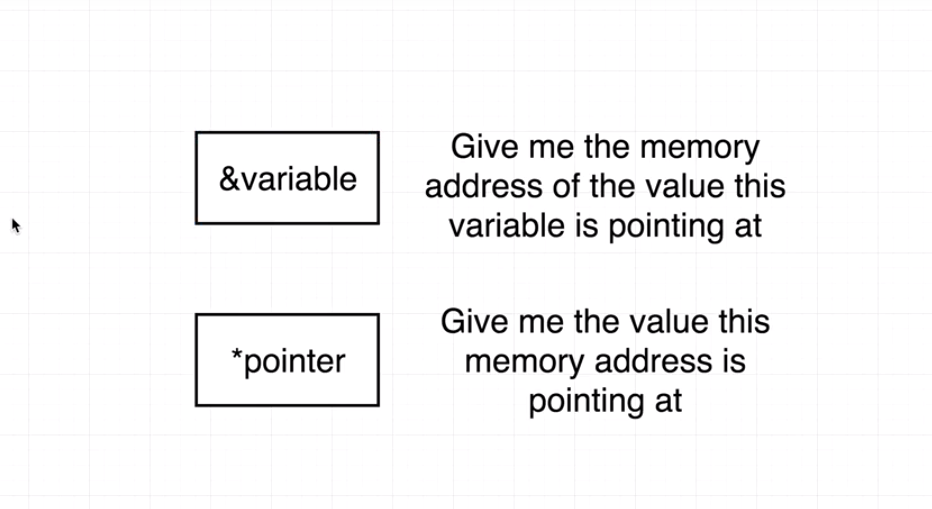 &variable
Give me the memory
address of the value this
variable is pointing at
*pointer
Give me the value this
memory address is
pointing at